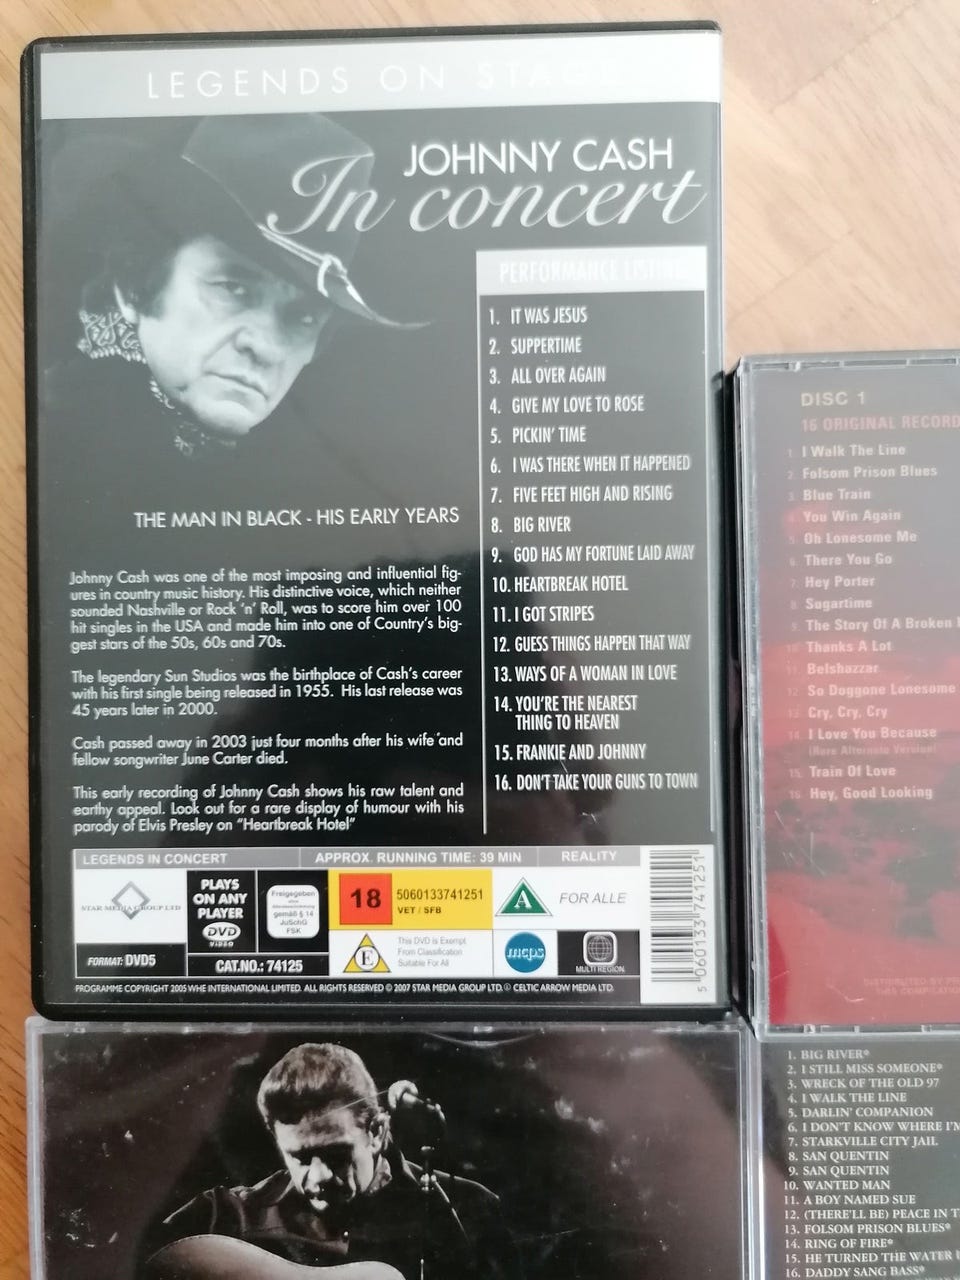 LEGENDS ON STAGE
JOHNNY CASH
In concert
PERFORMANCE LISTING
1. IT WAS JESUS
2. SUPPERTIME
3. ALL OVER AGAIN
4. GIVE MY LOVE TO ROSE
5. PICKIN' TIME
6. I WAS THERE WHEN IT HAPPENED
7. FIVE FEET HIGH AND RISING
8. BIG RIVER
9. GOD HAS MY FORTUNE LAID AWAY
10. HEARTBREAK HOTEL
11. I GOT STRIPES
12. GUESS THINGS HAPPEN THAT WAY
13. WAYS OF A WOMAN IN LOVE
14. YOU'RE THE NEAREST
THING TO HEAVEN
15. FRANKIE AND JOHNNY
16. DON'T TAKE YOUR GUNS TO TOWN
THE MAN IN BLACK - HIS EARLY YEARS
Johnny Cash was one of the most imposing and influential fig-
ures in country music history. His distinctive voice, which neither
sounded Nashville or Rock 'n' Roll, was to score him over 100
hit singles in the USA and made him into one of Country's big-
gest stars of the 50s, 60s and 70s.
The legendary Sun Studios was the birthplace of Cash's career
with his first single being released in 1955. His last release was
45 years later in 2000.
Cash passed away in 2003 just four months after his wife and
fellow songwriter June Carter died.
This early recording of Johnny Cash shows his raw talent and
earthy appeal. Look out for a rare display of humour with his
parody of Elvis Presley on "Heartbreak Hotel"
LEGENDS IN CONCERT
APPROX. RUNNING TIME: 39 MIN
REALITY
STAR MEDIA GROUP LTD
FORMAT: DVD5
PLAYS
ON ANY
PLAYER
DVD
VIDEO
CAT.NO.: 74125
Freigegeben
ohne
Altersbeschränkung
gemäß § 14
JuSchG
FSK
18
5060133741251
VET / SFB
A
FOR ALLE
E
This DVD is Exempt
From Classification
Suitable For All
mcps
MULTI REGION
5 060133 741251
PROGRAMME COPYRIGHT 2005 WHE INTERNATIONAL LIMITED. ALL RIGHTS RESERVED © 2007 STAR MEDIA GROUP LTD. © CELTIC ARROW MEDIA LTD.
DISC 1
16 ORIGINAL RECORD
1. I Walk The Line
2. Folsom Prison Blues
3. Blue Train
4. You Win Again
5. Oh Lonesome Me
6. There You Go
7. Hey Porter
8. Sugartime
9. The Story Of A Broken
10. Thanks A Lot
11. Belshazzar
12. So Doggone Lonesome
13. Cry, Cry, Cry
14. I Love You Because
(Rare Alternate Version)
15. Train Of Love
16. Hey, Good Looking
DISTRIBUTED BY
THIS COMPILATION
1. BIG RIVER*
2. I STILL MISS SOMEONE*
3. WRECK OF THE OLD 97
4. I WALK THE LINE
5. DARLIN' COMPANION
6. I DON'T KNOW WHERE I'M
7. STARKVILLE CITY JAIL
8. SAN QUENTIN
9. SAN QUENTIN
10. WANTED MAN
11. A BOY NAMED SUE
12. (THERE'LL BE) PEACE IN T
13. FOLSOM PRISON BLUES*
14. RING OF FIRE*
15. HE TURNED THE WATER
16. DADDY SANG BASS*